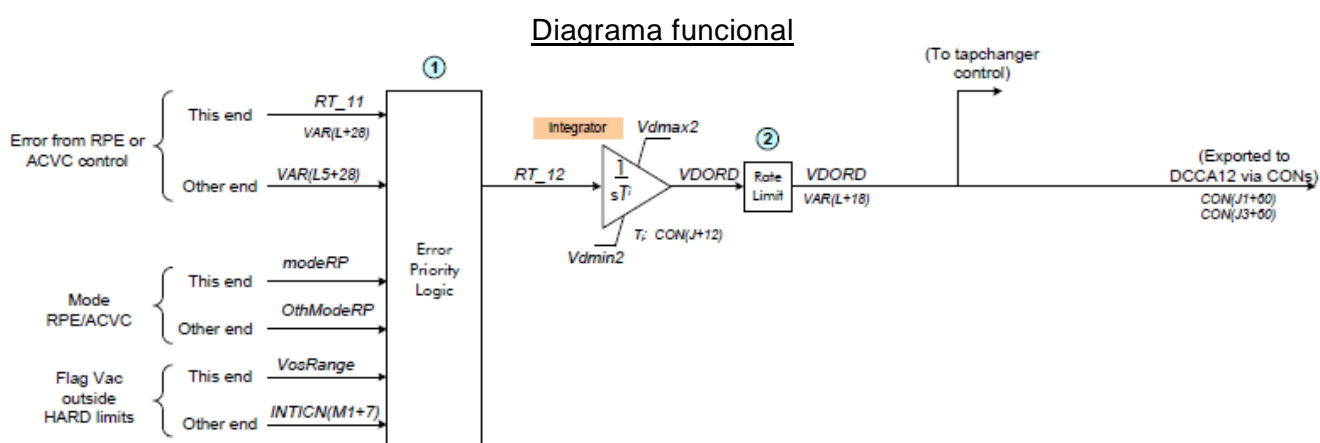 Diagrama funcional
(To tapchanger
control)
1
Error from RPE or
ACVC control
This end
RT_11
VAR(L+28)
Other end
VAR(L5+28)
Mode
RPE/ACVC
This end
modeRP
Other end
OthModeRP
Flag Vac
outside
HARD limits
This end
VosRange
Other end
INTICN(M1+7)
Error
Priority
Logic
RT_12
Integrator
Vdmax2
1
sTi
Vdmin2
Ti; CON(J+12)
VDORD
2
Rate
Limit
VDORD
VAR(L+18)
(Exported to
DCCA12 via CONs)
CON(J1+60)
CON(J3+60)